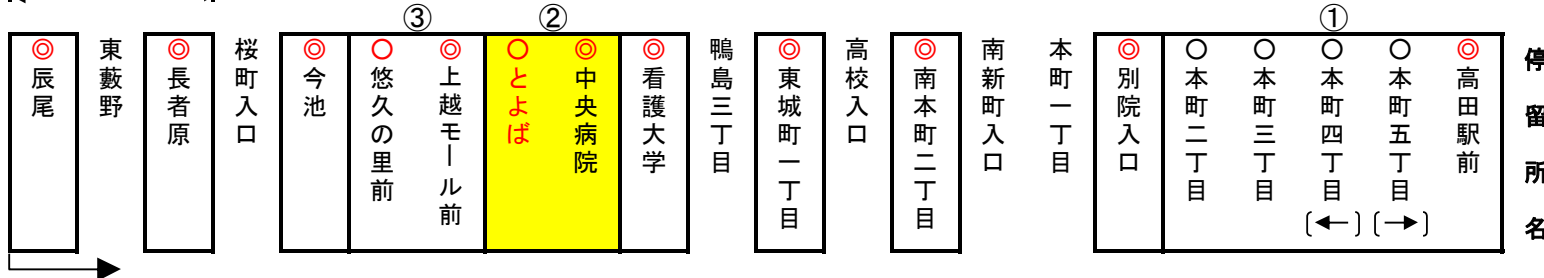 ③ ② ①
停留所名
◎高田駅前
○本町五丁目(→)
○本町四丁目(←)
○本町三丁目
○本町二丁目
◎別院入口
本町一丁目
南新町入口
◎南本町二丁目
高校入口
◎東城町一丁目
鴨島三丁目
◎看護大学
◎中央病院
○とよば
◎上越モール前
○悠久の里前
◎今池
桜町入口
◎長者原
東藪野
◎辰尾